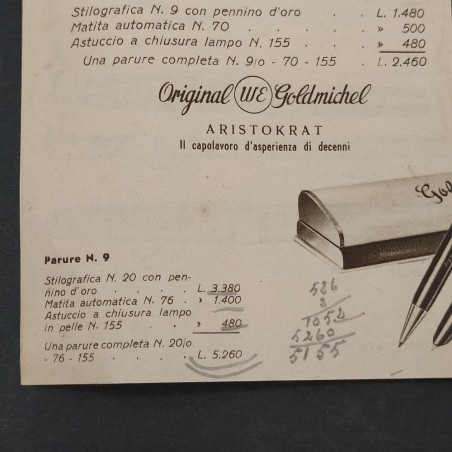 Stilografica N. 9 con pennino d'oro . . L. 1.480
Matita automatica N. 70 . . . . » 500
Astuccio a chiusura lampo N. 155 . . » 480
Una parure completa N. 9|o - 70 - 155 . L. 2.460
Original WE Goldmichel
ARISTOKRAT
Il capolavoro d'asperienza di decenni
Parure N. 9
Stilografica N. 20 con pen-
nino d'oro . . . . L. 3.380
Matita automatica N. 76 . » 1.400
Astuccio a chiusura lampo
in pelle N. 155 . . . » 480
Una parure completa N. 20|o
- 76 - 155 . . . . L. 5.260
526
1052
5260
5155